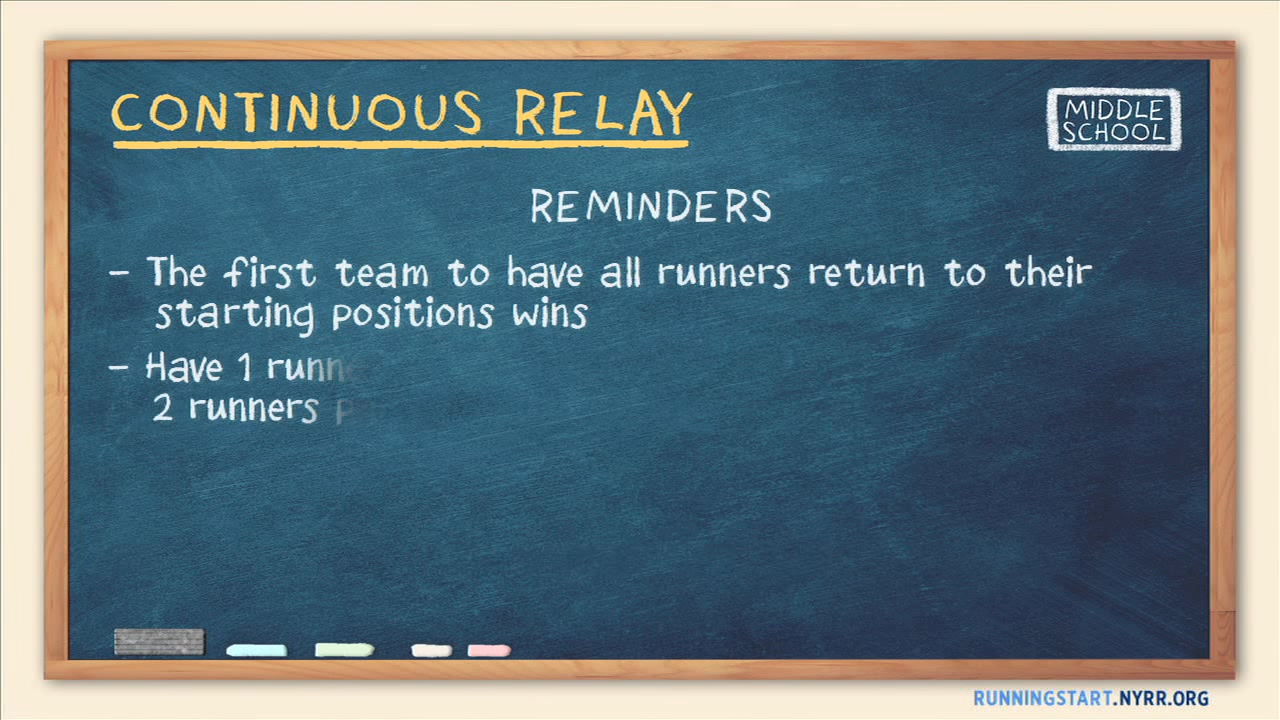 CONTINUOUS RELAY
MIDDLE
SCHOOL
REMINDERS
– The first team to have all runners return to their
starting positions wins
– Have 1
2 runners
RUNNINGSTART.NYRR.ORG